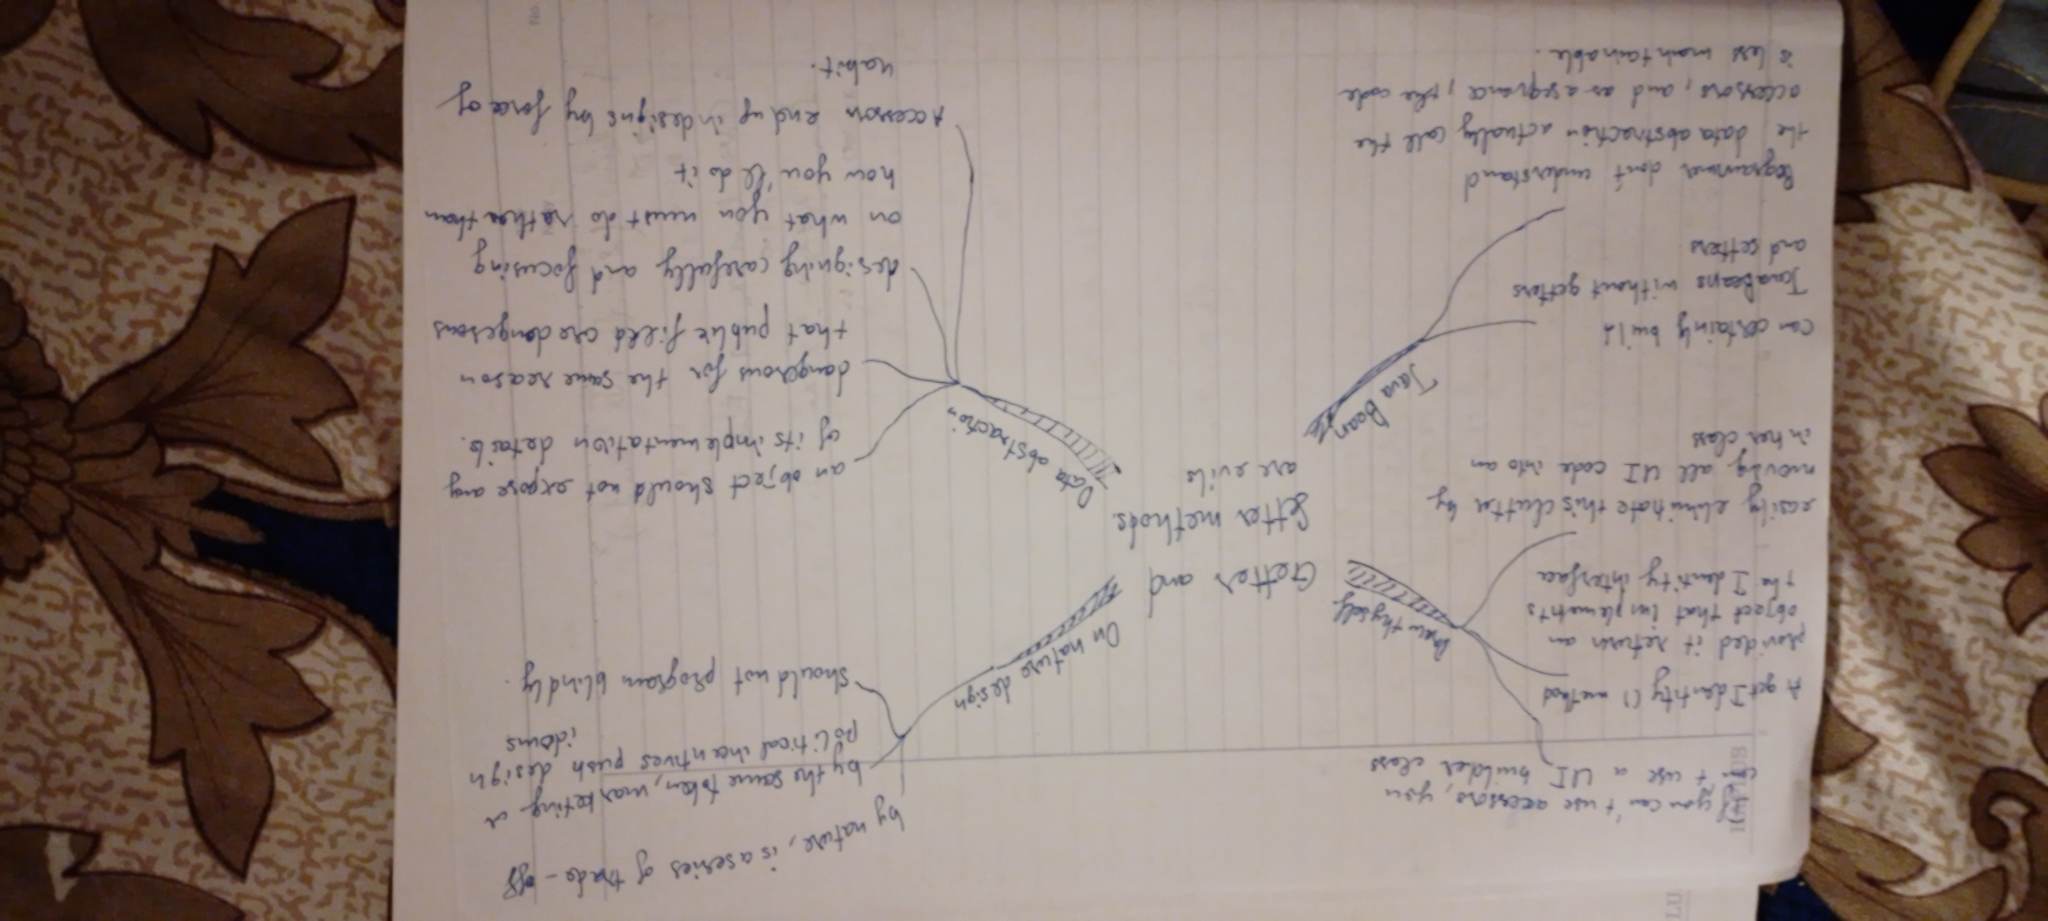 Getter and
Setter methods.
are evils
On nature design
by nature, is a series of trade-off
by the same token, marketing or
political incentives push design
idoms
should not program blindly.
Data abstraction
an object should not expose any
of its implementation details.
dangerous for the same reason
that public field are dangerous
designing carefully and focusing
on what you must do rather than
how you'll do it
Accessors end up in designs by force of
habit.
Draw thyself
If you can't use accessors, you
can't use a UI builder class
A getIdentity () method
provided it return an
object that implements
the Identity interface
easily eliminate this clutter by
moving all UI code into an
inner class
Java Bean
can certainly build
JavaBeans without getters
and setters
Programmer don't understand
the data abstraction actually call the
accessors, and as a sequence, the code
is less maintainable.